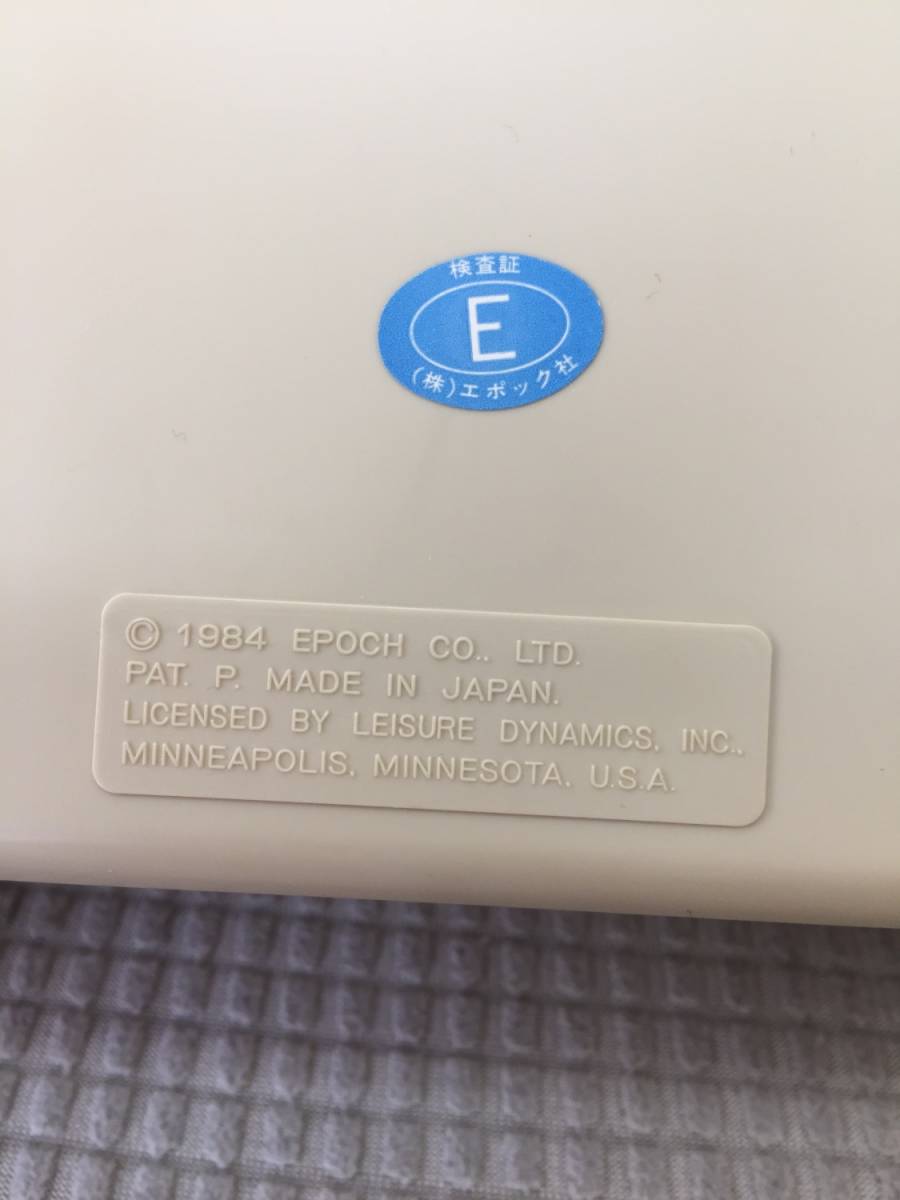 検査証
E
(株)エポック社
© 1984 EPOCH CO., LTD.
PAT. P. MADE IN JAPAN.
LICENSED BY LEISURE DYNAMICS, INC.,
MINNEAPOLIS, MINNESOTA, U.S.A.